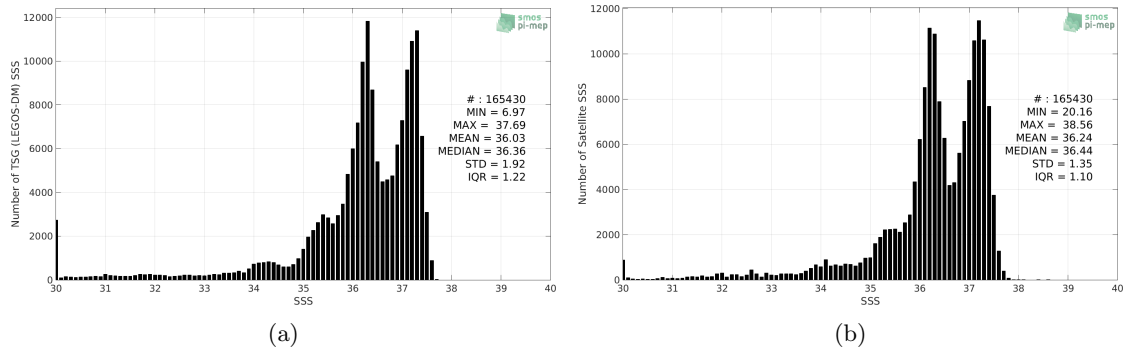 12000
10000
8000
6000
4000
2000
0
Number of TSG (LEGOS-DM) SSS
smos
pi-mep
# : 165430
MIN = 6.97
MAX = 37.69
MEAN = 36.03
MEDIAN = 36.36
STD = 1.92
IQR = 1.22
30 31 32 33 34 35 36 37 38 39 40
SSS
(a)
12000
10000
8000
6000
4000
2000
0
Number of Satellite SSS
smos
pi-mep
# : 165430
MIN = 20.16
MAX = 38.56
MEAN = 36.24
MEDIAN = 36.44
STD = 1.35
IQR = 1.10
30 31 32 33 34 35 36 37 38 39 40
SSS
(b)